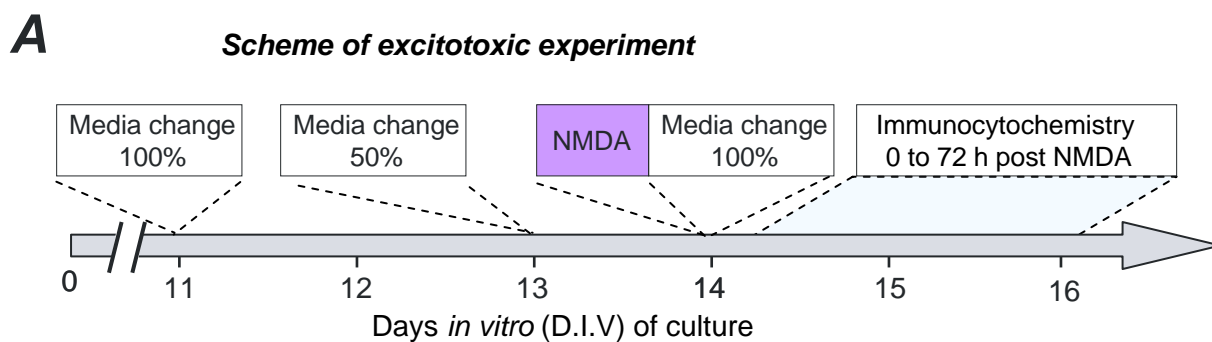 A
Scheme of excitotoxic experiment
Media change
100%
Media change
50%
NMDA
Media change
100%
Immunocytochemistry
0 to 72 h post NMDA
0
11
12
13
14
15
16
Days in vitro (D.I.V) of culture